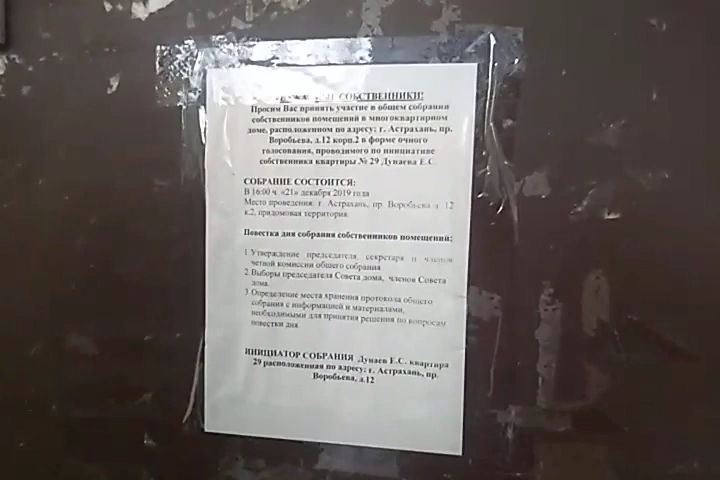 СОБСТВЕННИКИ!
Просим Вас принять участие в общем собрании
собственников помещений в многоквартирном
доме, расположенном по адресу: г. Астрахань, пр.
Воробьева, д.12 корп.2 в форме очного
голосования, проводимого по инициативе
собственника квартиры № 29 Дунаева Е.С.
СОБРАНИЕ СОСТОИТСЯ:
В 16:00 ч. «21» декабря 2019 года
Место проведения: г. Астрахань, пр. Воробьева д. 12
к.2, придомовая территория.
Повестка дня собрания собственников помещений:
1. Утверждение председателя, секретаря и членов
счетной комиссии общего собрания.
2. Выборы председателя Совета дома, членов Совета
дома.
3. Определение места хранения протокола общего
собрания с информацией и материалами,
необходимыми для принятия решения по вопросам
повестки дня
ИНИЦИАТОР СОБРАНИЯ Дунаев Е.С. квартира
29 расположенная по адресу: г. Астрахань, пр.
Воробьева, д.12